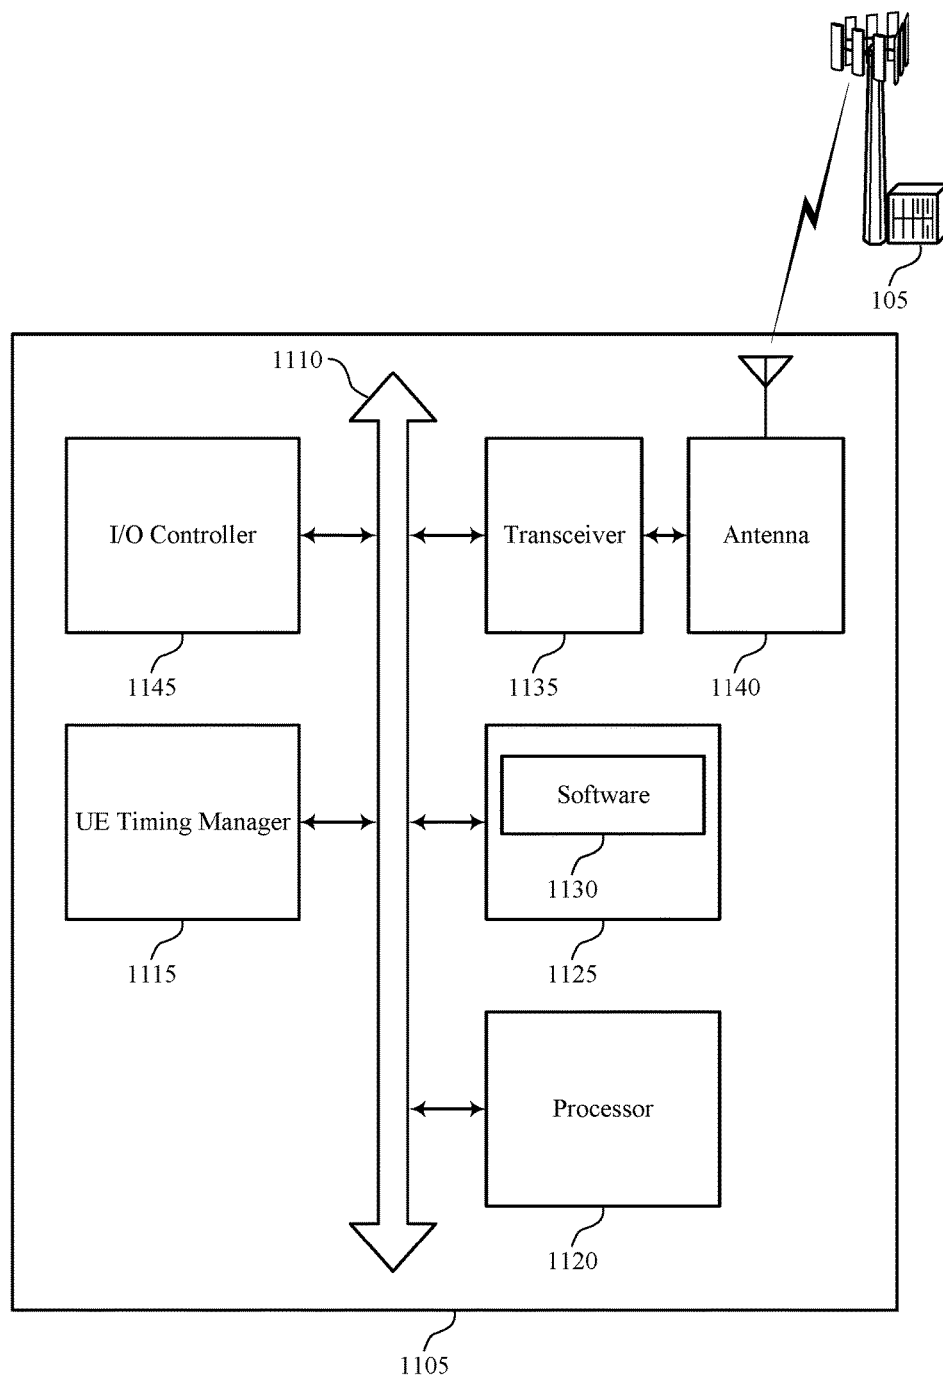 105
1110
I/O Controller
Transceiver
Antenna
1145
1135
1140
UE Timing Manager
Software
1130
1115
1125
Processor
1120
1105